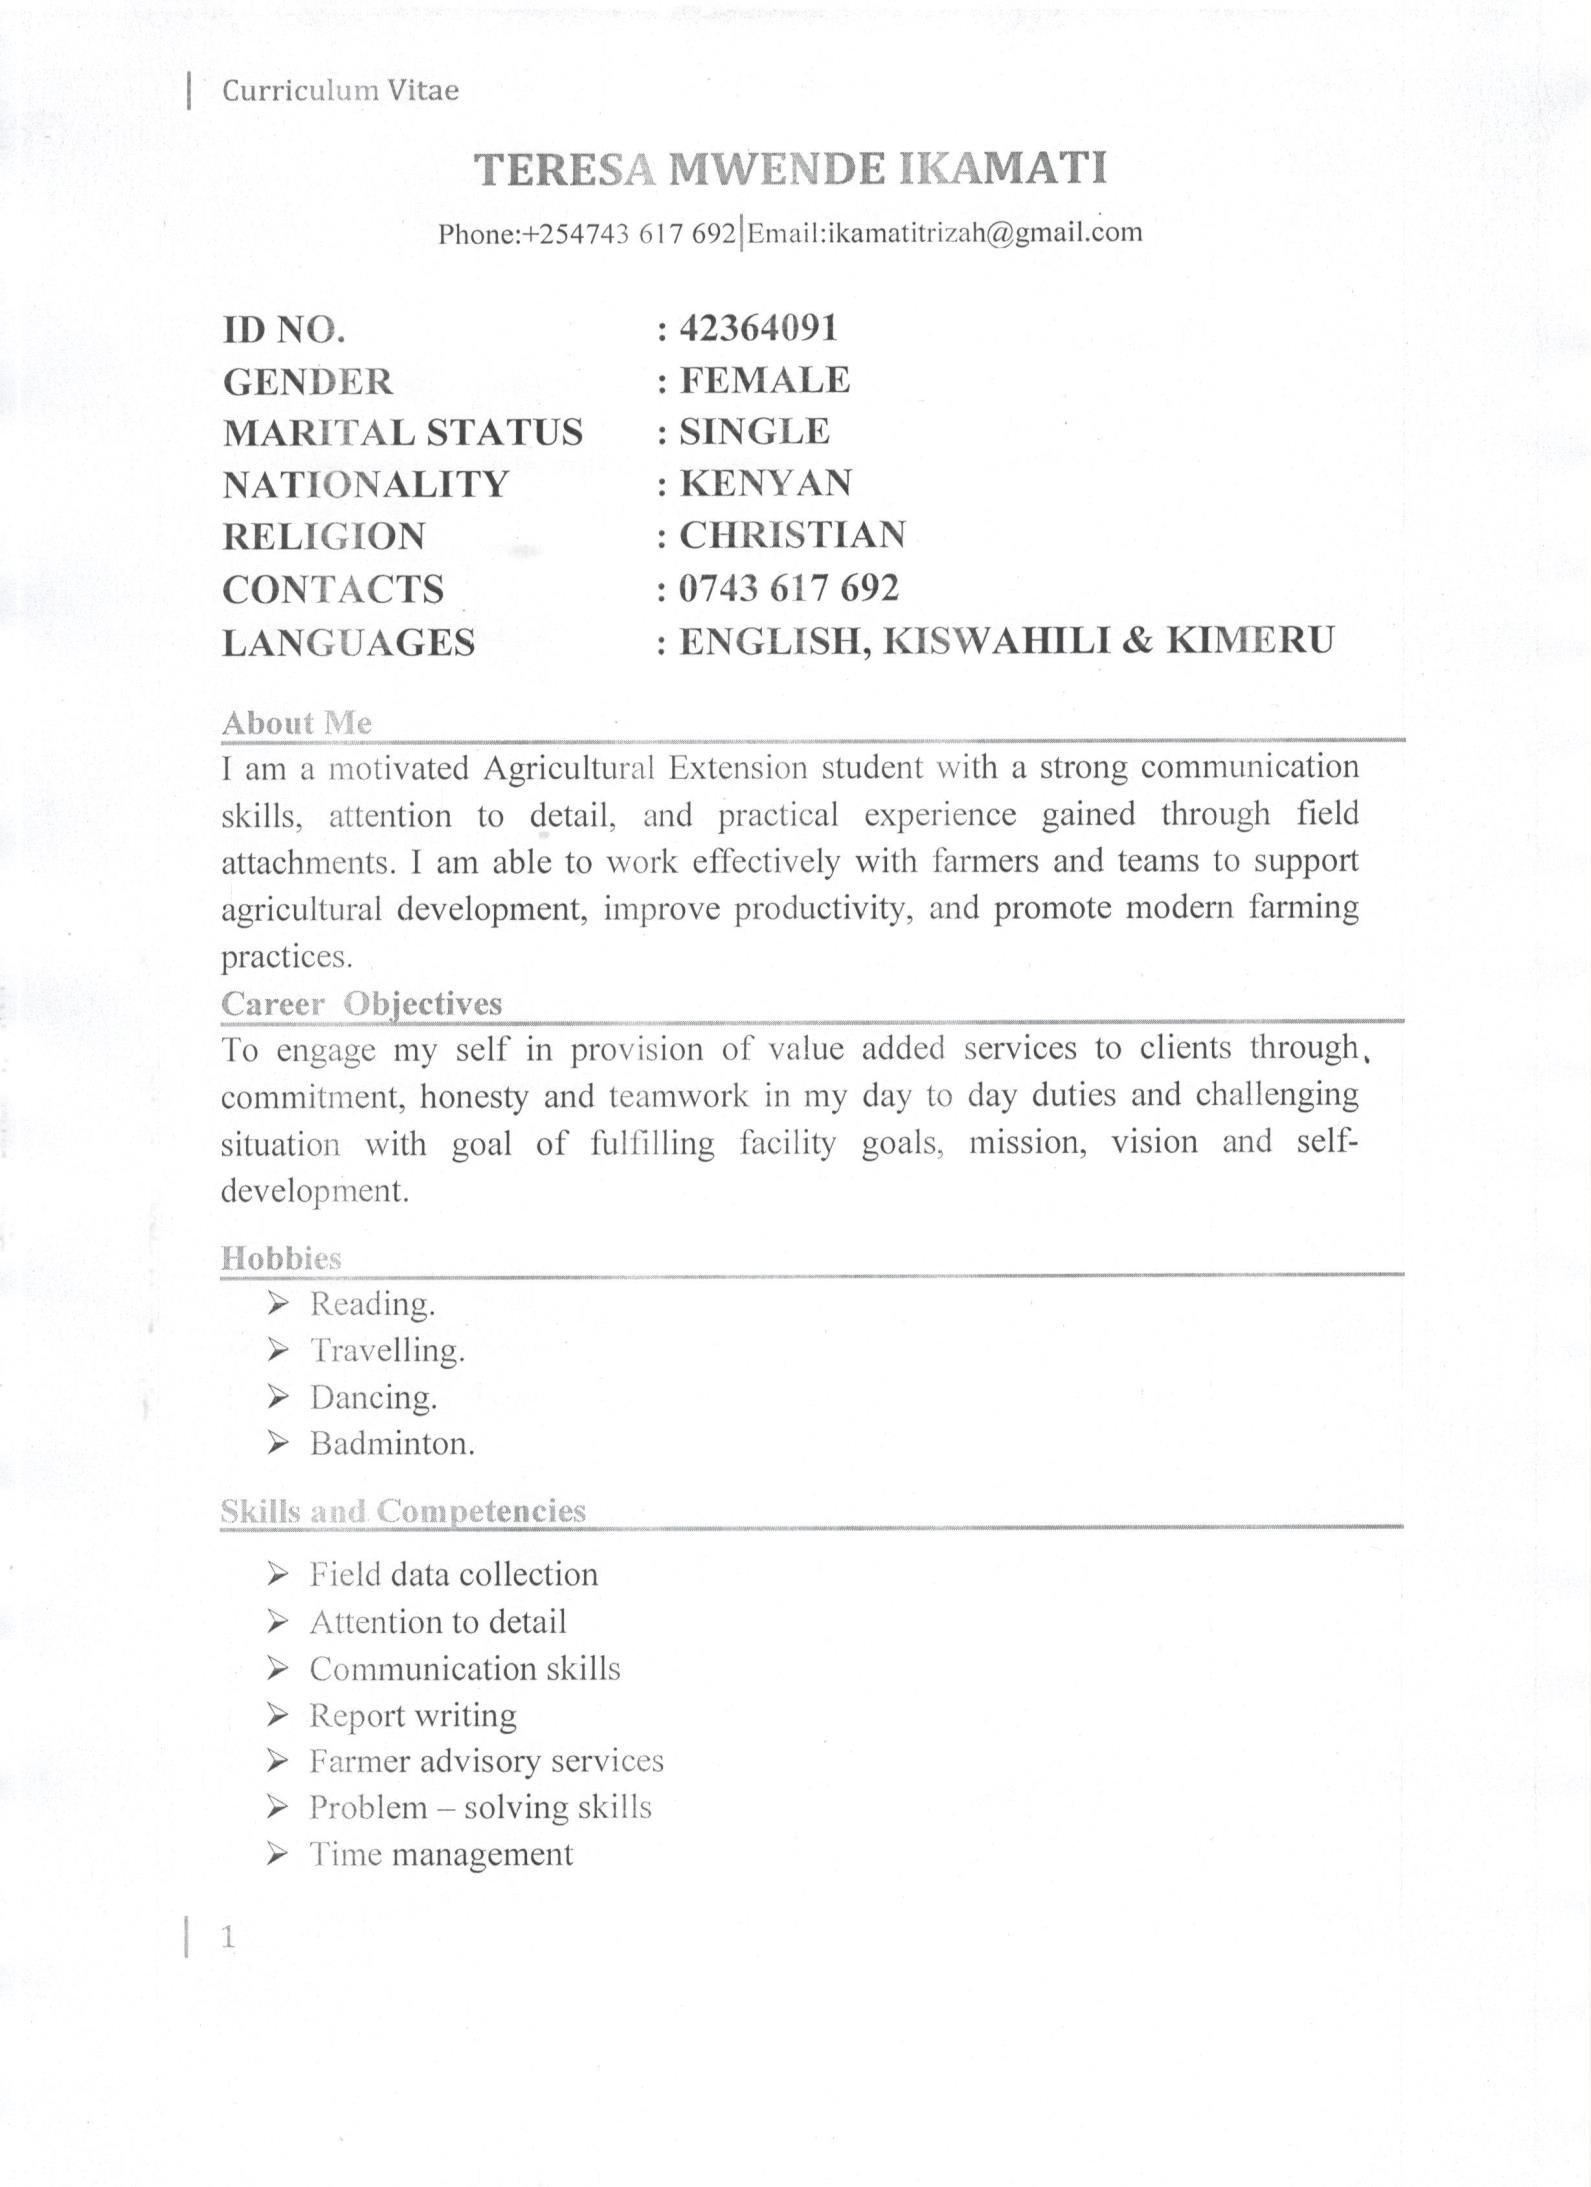 Curriculum Vitae
TERESA MWENDE IKAMATI
Phone:+254743 617 692|Email:ikamatitrizah@gmail.com
ID NO. : 42364091
GENDER : FEMALE
MARITAL STATUS : SINGLE
NATIONALITY : KENYAN
RELIGION : CHRISTIAN
CONTACTS : 0743 617 692
LANGUAGES : ENGLISH, KISWAHILI & KIMERU
About Me
I am a motivated Agricultural Extension student with a strong communication
skills, attention to detail, and practical experience gained through field
attachments. I am able to work effectively with farmers and teams to support
agricultural development, improve productivity, and promote modern farming
practices.
Career Objectives
To engage my self in provision of value added services to clients through,
commitment, honesty and teamwork in my day to day duties and challenging
situation with goal of fulfilling facility goals, mission, vision and self-
development.
Hobbies
➢ Reading.
➢ Travelling.
➢ Dancing.
➢ Badminton.
Skills and Competencies
➢ Field data collection
➢ Attention to detail
➢ Communication skills
➢ Report writing
➢ Farmer advisory services
➢ Problem – solving skills
➢ Time management
1